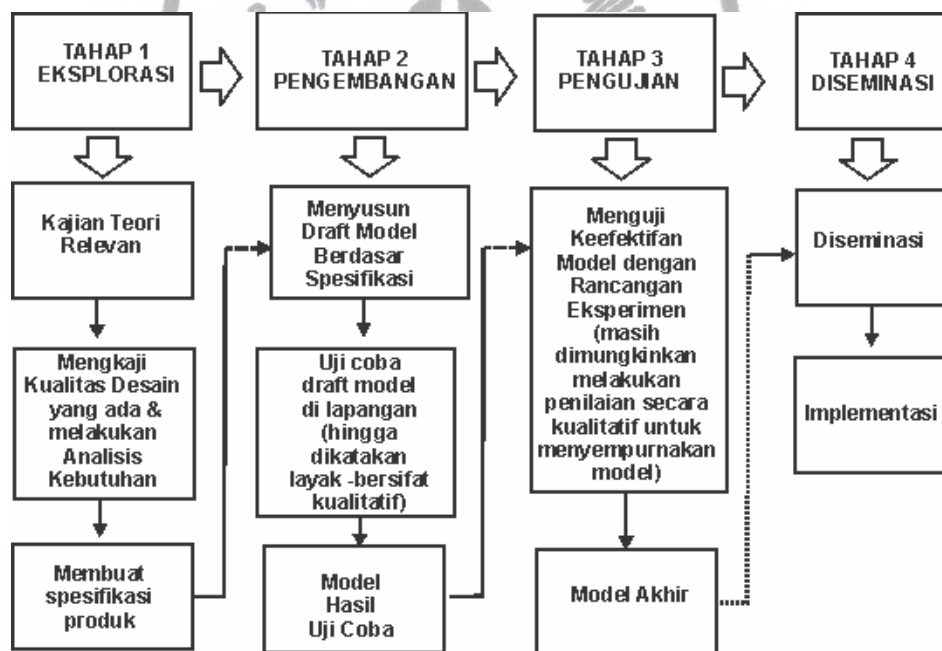 TAHAP 1
EKSPLORASI
TAHAP 2
PENGEMBANGAN
TAHAP 3
PENGUJIAN
TAHAP 4
DISEMINASI
Kajian Teori
Relevan
Mengkaji
Kualitas Desain
yang ada &
melakukan
Analisis
Kebutuhan
Membuat
spesifikasi
produk
Menyusun
Draft Model
Berdasar
Spesifikasi
Uji coba
draft model
di lapangan
(hingga
dikatakan
layak -bersifat
kualitatif)
Model
Hasil
Uji Coba
Menguji
Keefektifan
Model dengan
Rancangan
Eksperimen
(masih
dimungkinkan
melakukan
penilaian secara
kualitatif untuk
menyempurnakan
model)
Model Akhir
Diseminasi
Implementasi